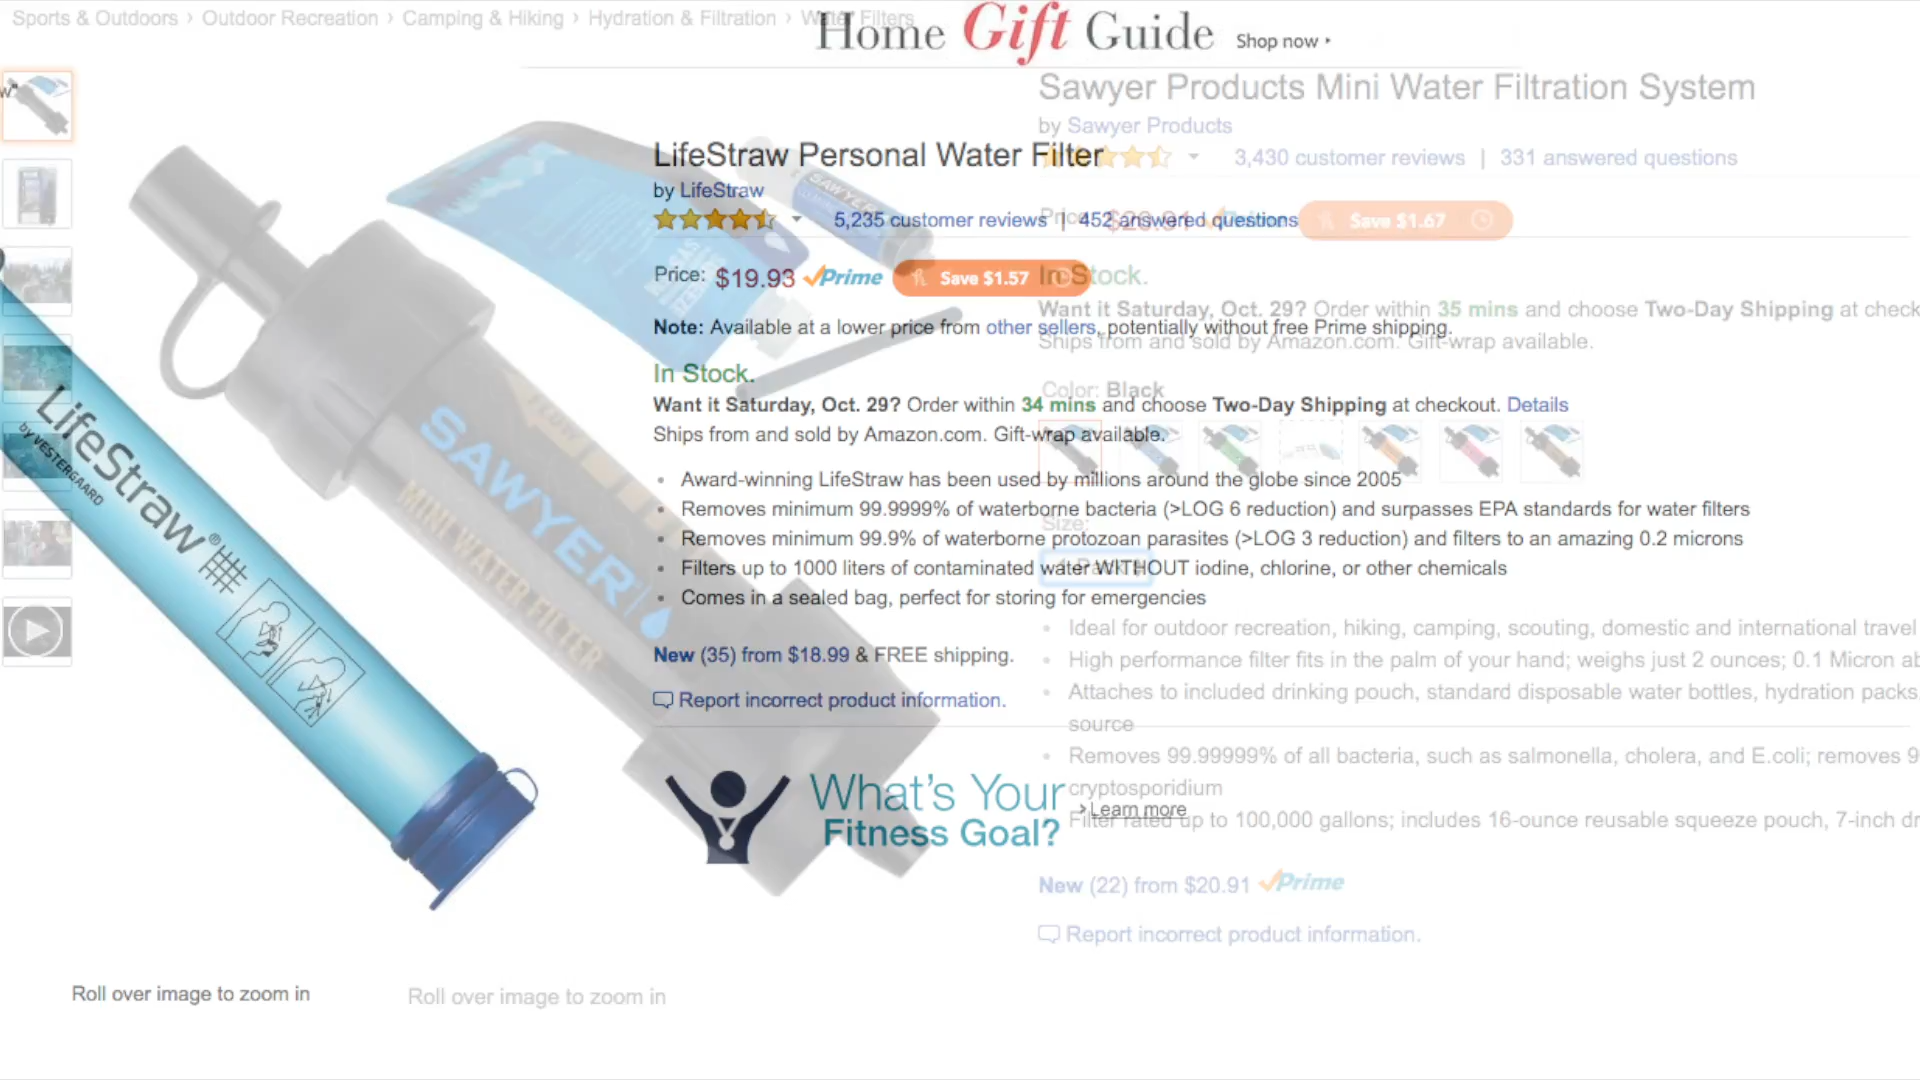 Sports & Outdoors › Outdoor Recreation › Camping & Hiking › Hydration & Filtration › Water Filters
Home Gift Guide Shop now
Sawyer Products Mini Water Filtration System
by Sawyer Products
3,430 customer reviews | 331 answered questions
Save $1.67
In Stock.
Want it Saturday, Oct. 29? Order within 35 mins and choose Two-Day Shipping at check
Ships from and sold by Amazon.com. Gift-wrap available.
Color: Black
Size:
Ideal for outdoor recreation, hiking, camping, scouting, domestic and international travel
High performance filter fits in the palm of your hand; weighs just 2 ounces; 0.1 Micron ab
Attaches to included drinking pouch, standard disposable water bottles, hydration packs,
source
Removes 99.99999% of all bacteria, such as salmonella, cholera, and E.coli; removes 9
cryptosporidium
Filter rated up to 100,000 gallons; includes 16-ounce reusable squeeze pouch, 7-inch dr
New (22) from $20.91 Prime
Report incorrect product information.
LifeStraw Personal Water Filter
by LifeStraw
5,235 customer reviews | 452 answered questions
Price: $19.93 Prime Save $1.57
Note: Available at a lower price from other sellers, potentially without free Prime shipping.
In Stock.
Want it Saturday, Oct. 29? Order within 34 mins and choose Two-Day Shipping at checkout. Details
Ships from and sold by Amazon.com. Gift-wrap available.
Award-winning LifeStraw has been used by millions around the globe since 2005
Removes minimum 99.9999% of waterborne bacteria (>LOG 6 reduction) and surpasses EPA standards for water filters
Removes minimum 99.9% of waterborne protozoan parasites (>LOG 3 reduction) and filters to an amazing 0.2 microns
Filters up to 1000 liters of contaminated water WITHOUT iodine, chlorine, or other chemicals
Comes in a sealed bag, perfect for storing for emergencies
New (35) from $18.99 & FREE shipping.
Report incorrect product information.
What's Your
Fitness Goal?
Learn more
LifeStraw®
by VESTERGAARD
FLOW
SAWYER
MINI WATER FILTER
SAWYER
Roll over image to zoom in
Roll over image to zoom in